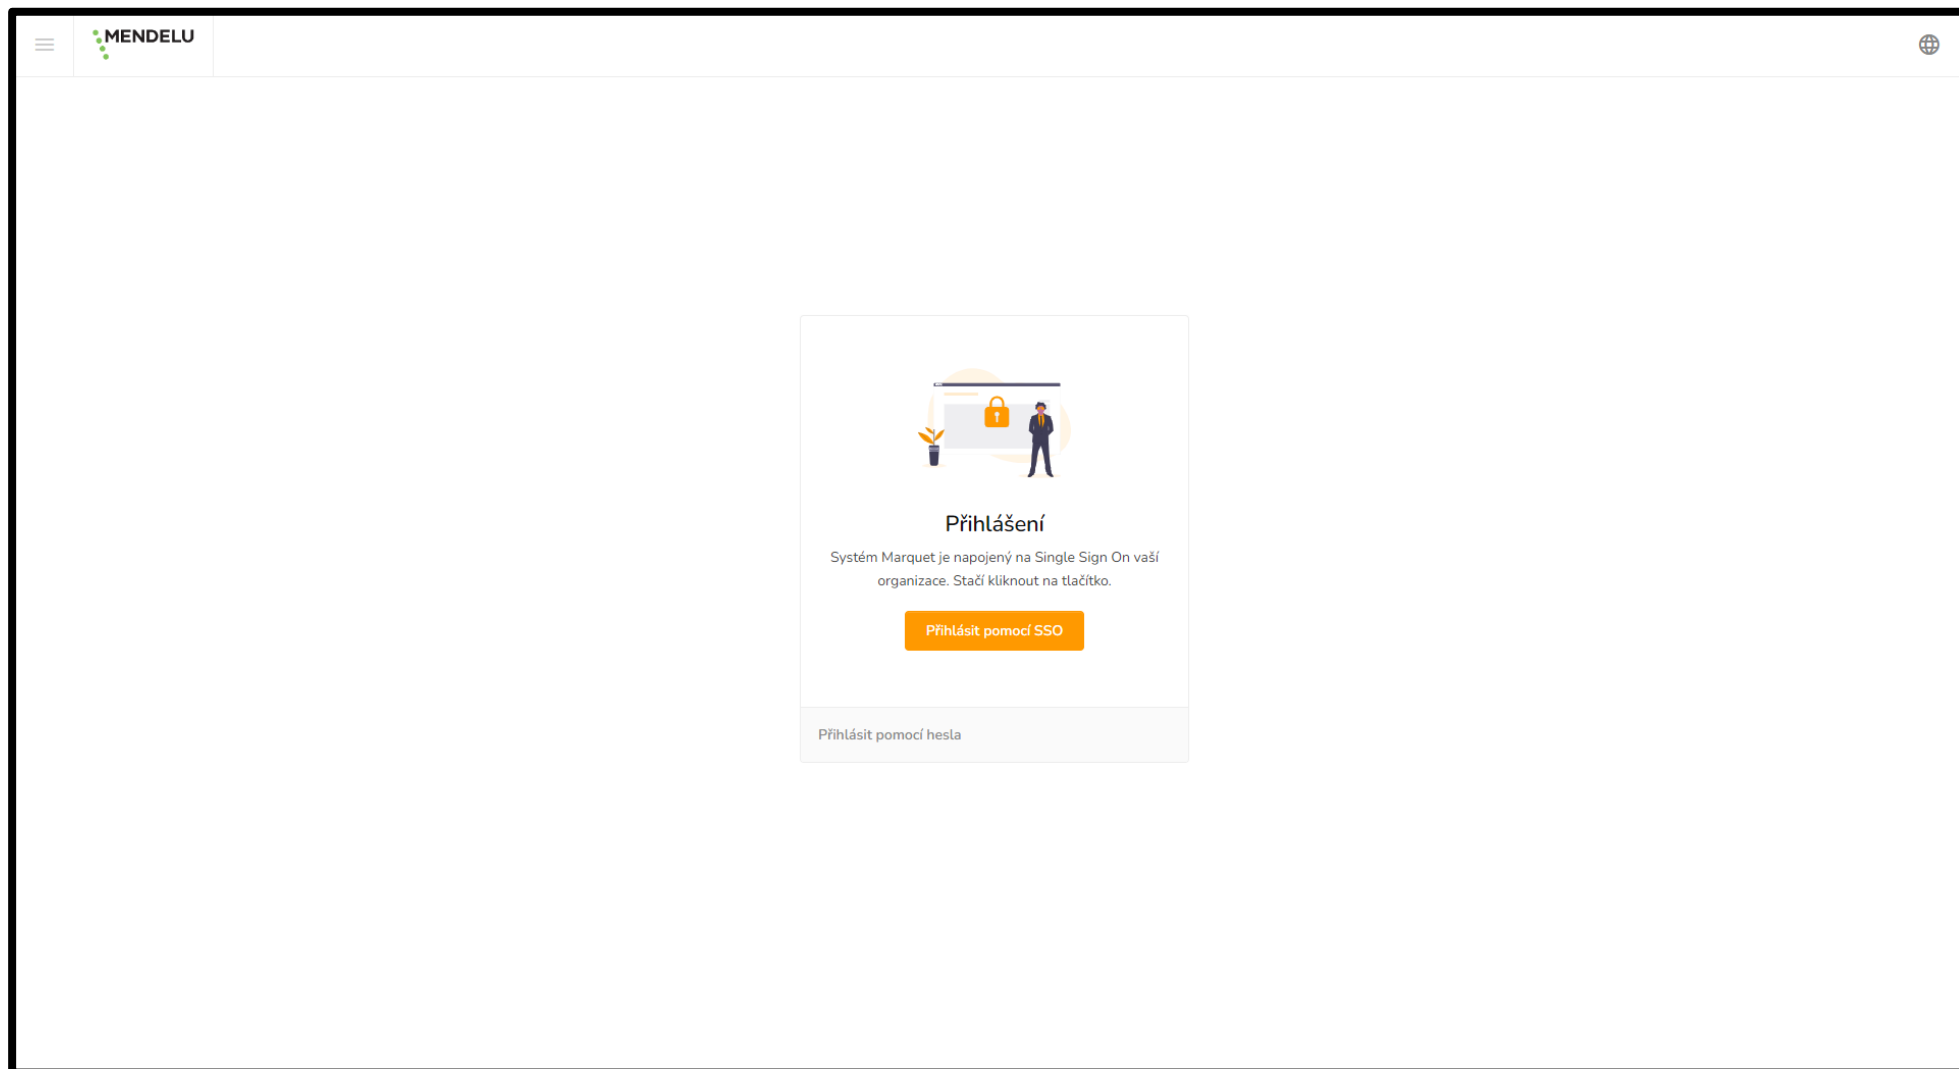 MENDELU
Přihlášení
Systém Marquet je napojený na Single Sign On vaší
organizace. Stačí kliknout na tlačítko.
Přihlásit pomocí SSO
Přihlásit pomocí hesla